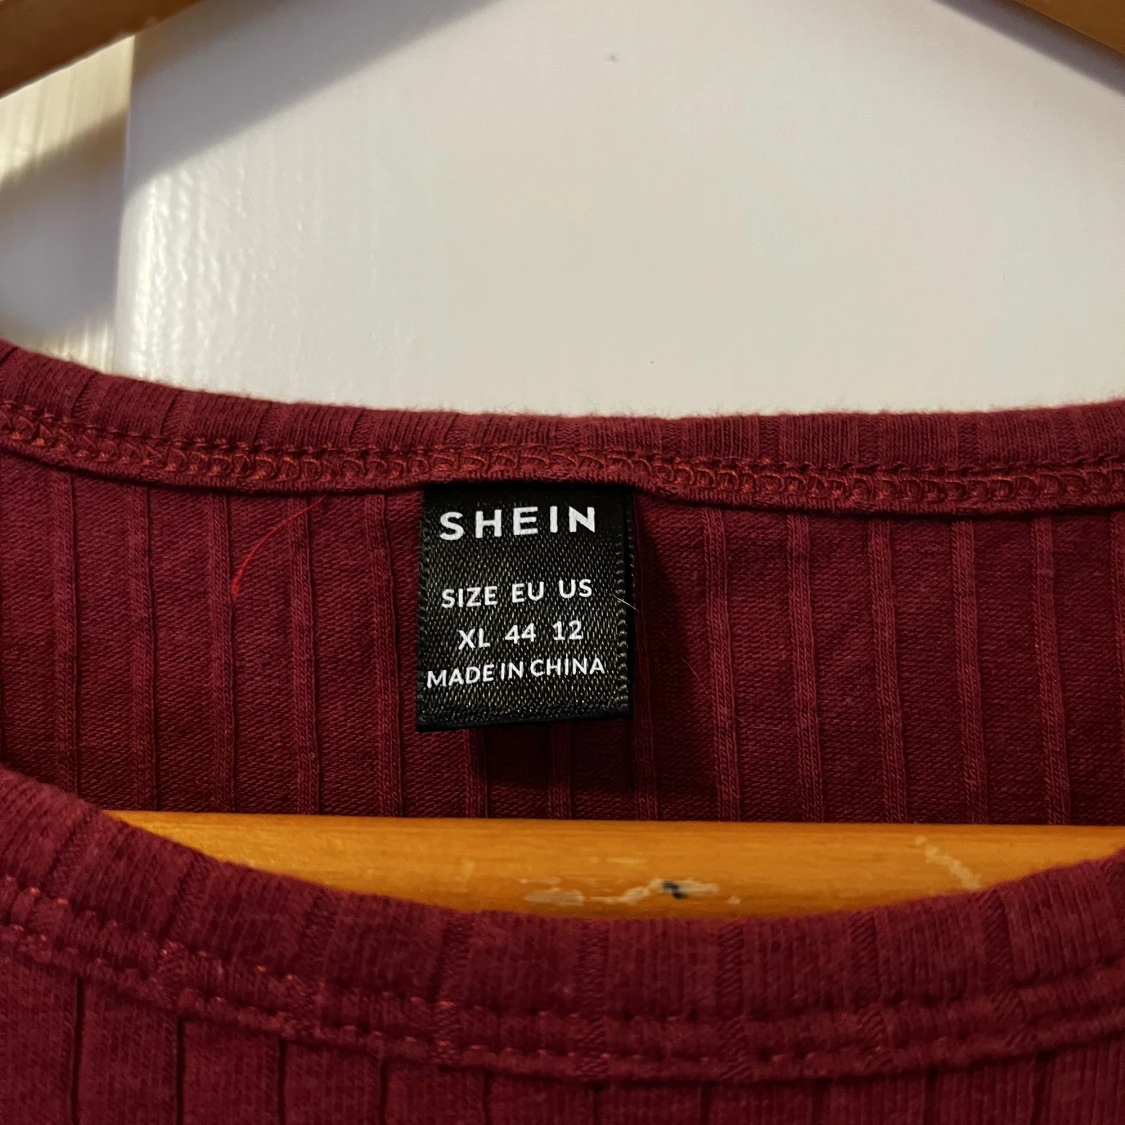 SHEIN
SIZE EU US
XL 44 12
MADE IN CHINA